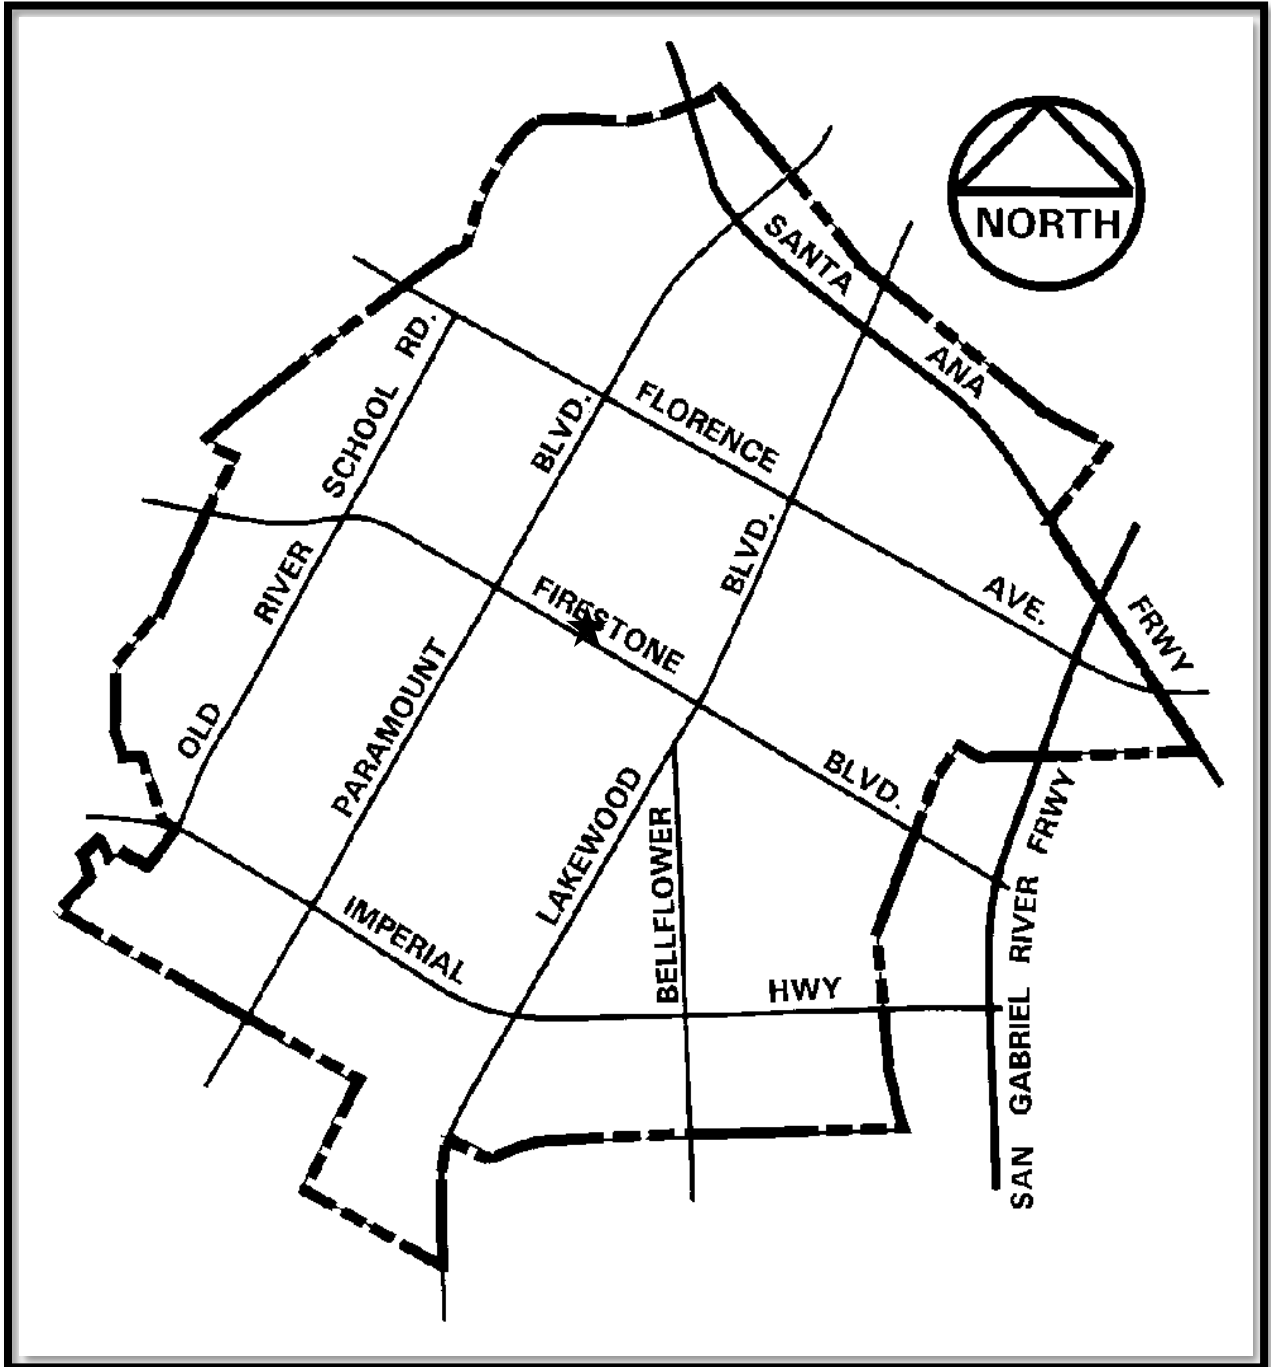 NORTH
SANTA ANA FRWY
OLD RIVER SCHOOL RD.
PARAMOUNT BLVD.
FLORENCE AVE.
FIRESTONE BLVD.
LAKEWOOD BLVD.
BELLFLOWER
IMPERIAL HWY
SAN GABRIEL RIVER FRWY